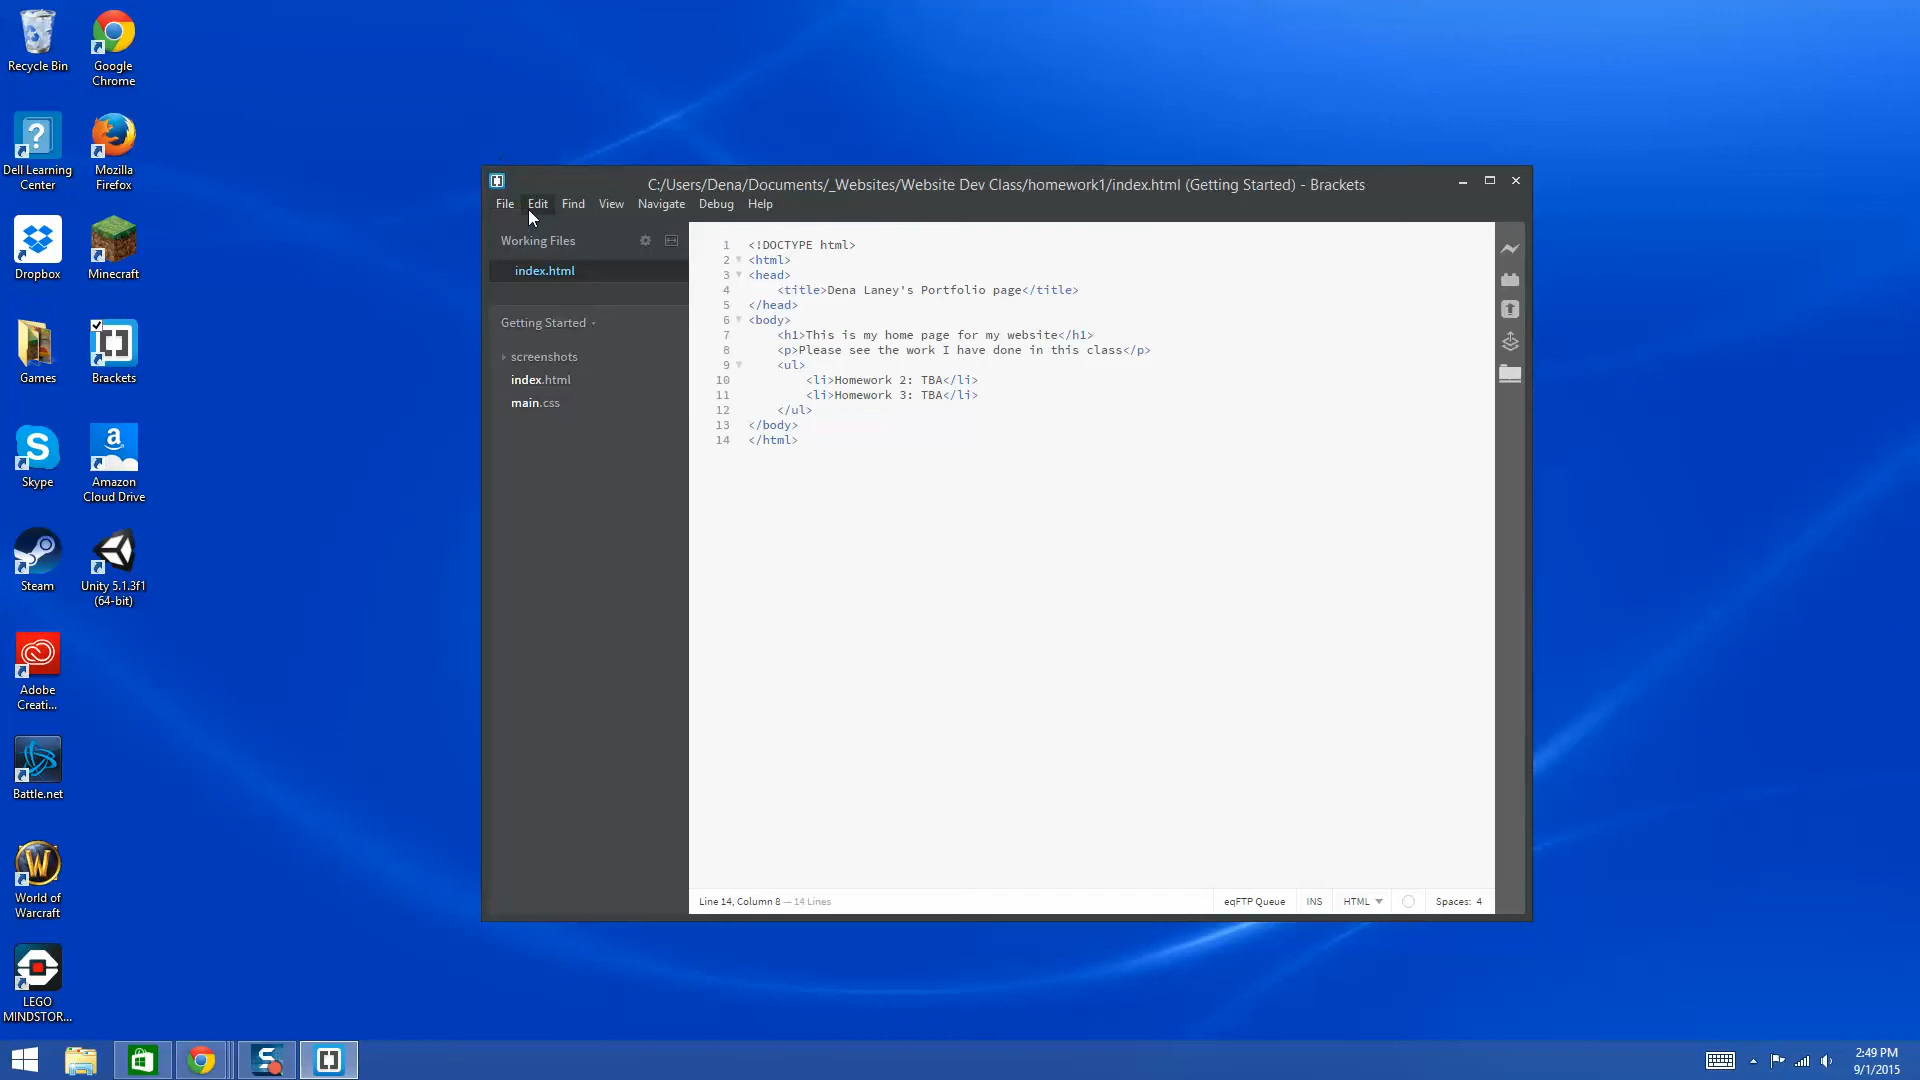 Recycle Bin
Google
Chrome
Dell Learning
Center
Mozilla
Firefox
Dropbox
Minecraft
Games
Brackets
Skype
Amazon
Cloud Drive
Steam
Unity 5.1.3f1
(64-bit)
Adobe
Creati...
Battle.net
World of
Warcraft
LEGO
MINDSTOR...
C:/Users/Dena/Documents/_Websites/Website Dev Class/homework1/index.html (Getting Started) - Brackets
File Edit Find View Navigate Debug Help
Working Files
index.html
Getting Started
screenshots
index.html
main.css
1 <!DOCTYPE html>
2 <html>
3 <head>
4 <title>Dena Laney's Portfolio page</title>
5 </head>
6 <body>
7 <h1>This is my home page for my website</h1>
8 <p>Please see the work I have done in this class</p>
9 <ul>
10 <li>Homework 2: TBA</li>
11 <li>Homework 3: TBA</li>
12 </ul>
13 </body>
14 </html>
Line 14, Column 8 — 14 Lines eqFTP Queue INS HTML Spaces: 4
2:49 PM
9/1/2015